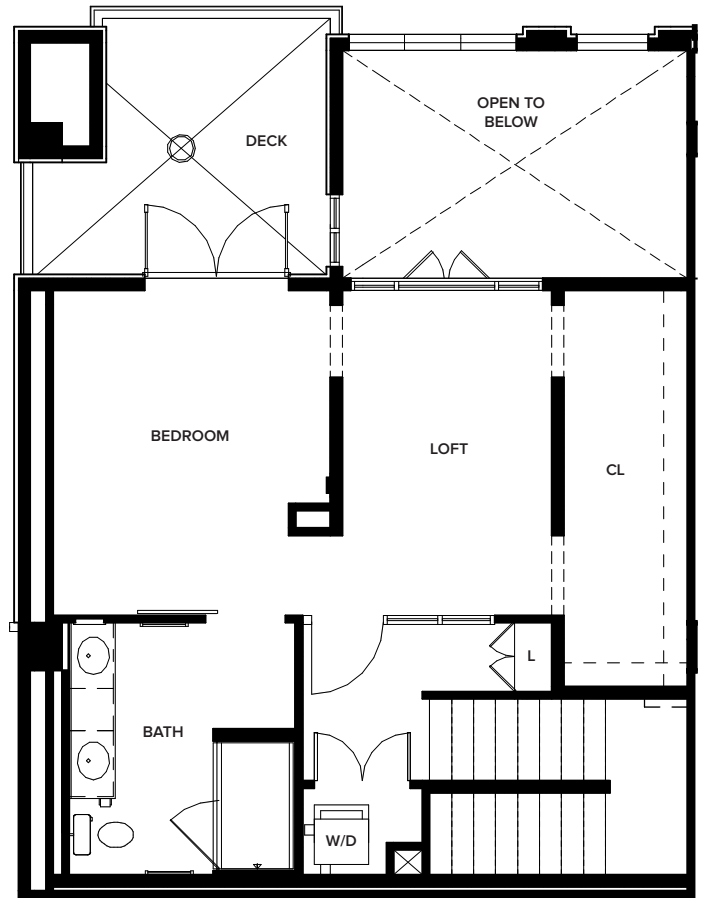 OPEN TO
BELOW
DECK
BEDROOM
LOFT
CL
L
BATH
W/D